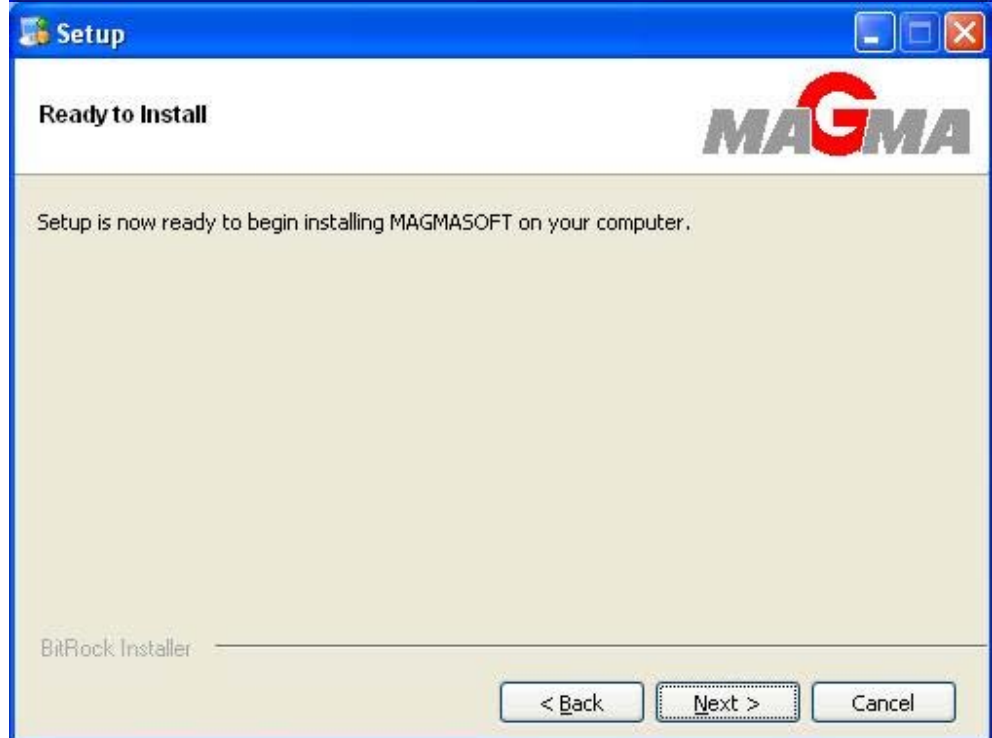 Setup
Ready to Install
MAGMA
Setup is now ready to begin installing MAGMASOFT on your computer.
BitRock Installer
< Back Next > Cancel